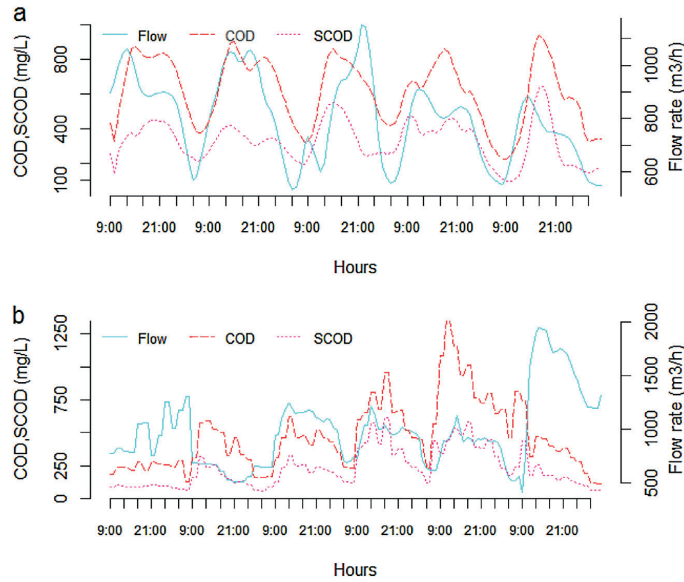 a
Flow COD SCOD
COD,SCOD (mg/L)
100 400 800
Flow rate (m3/h)
600 700 800 900 1000
9:00 21:00 9:00 21:00 9:00 21:00 9:00 21:00 9:00 21:00
Hours
b
Flow COD SCOD
COD,SCOD (mg/L)
0 250 750 1250
Flow rate (m3/h)
500 1000 1500 2000
9:00 21:00 9:00 21:00 9:00 21:00 9:00 21:00 9:00 21:00
Hours